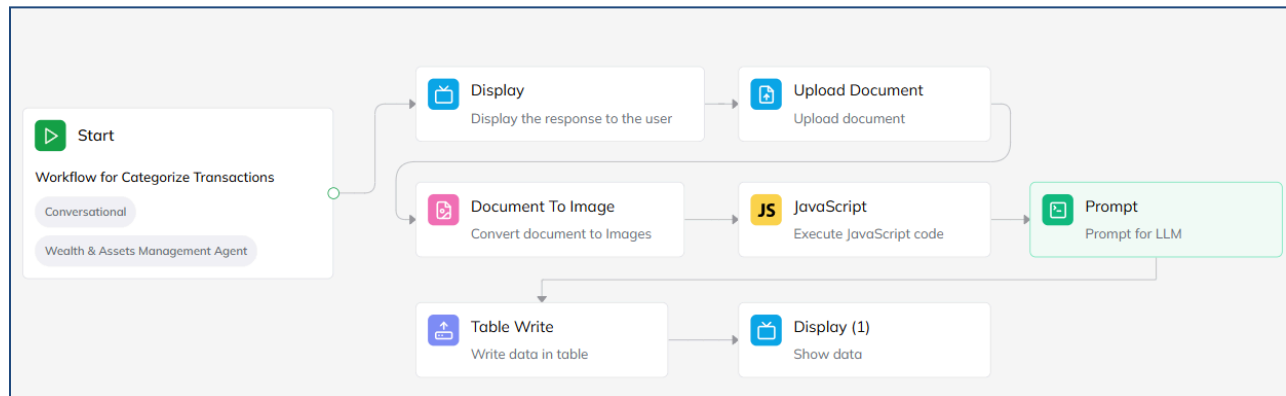 Start
Workflow for Categorize Transactions
Conversational
Wealth & Assets Management Agent
Display
Display the response to the user
Upload Document
Upload document
Document To Image
Convert document to Images
JS
JavaScript
Execute JavaScript code
Prompt
Prompt for LLM
Table Write
Write data in table
Display (1)
Show data